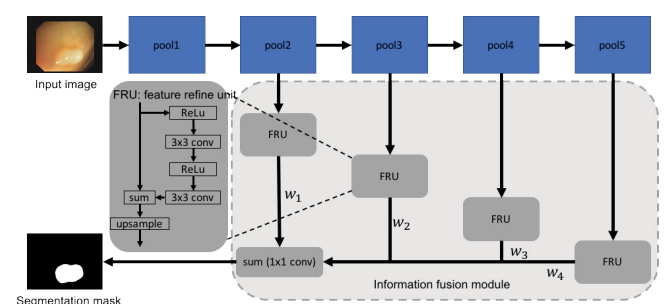 pool1
pool2
pool3
pool4
pool5
Input image
FRU: feature refine unit
ReLu
3x3 conv
ReLu
sum
3x3 conv
upsample
FRU
FRU
FRU
FRU
w1
w2
w3
w4
sum (1x1 conv)
Information fusion module
Segmentation mask